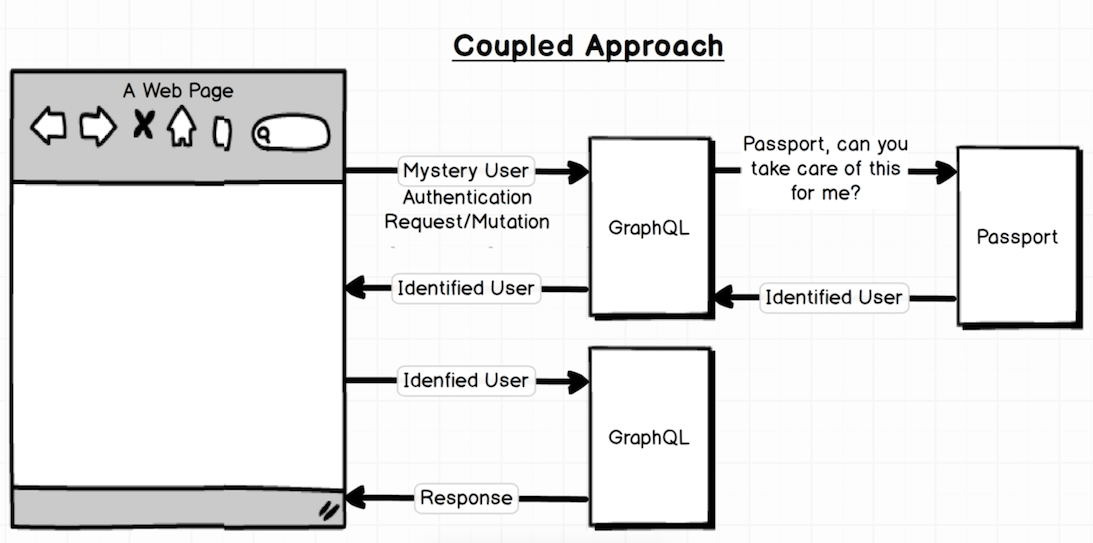 Coupled Approach
A Web Page
Mystery User
Authentication
Request/Mutation
GraphQL
Passport, can you
take care of this
for me?
Passport
Identified User
Identified User
Idenfied User
GraphQL
Response